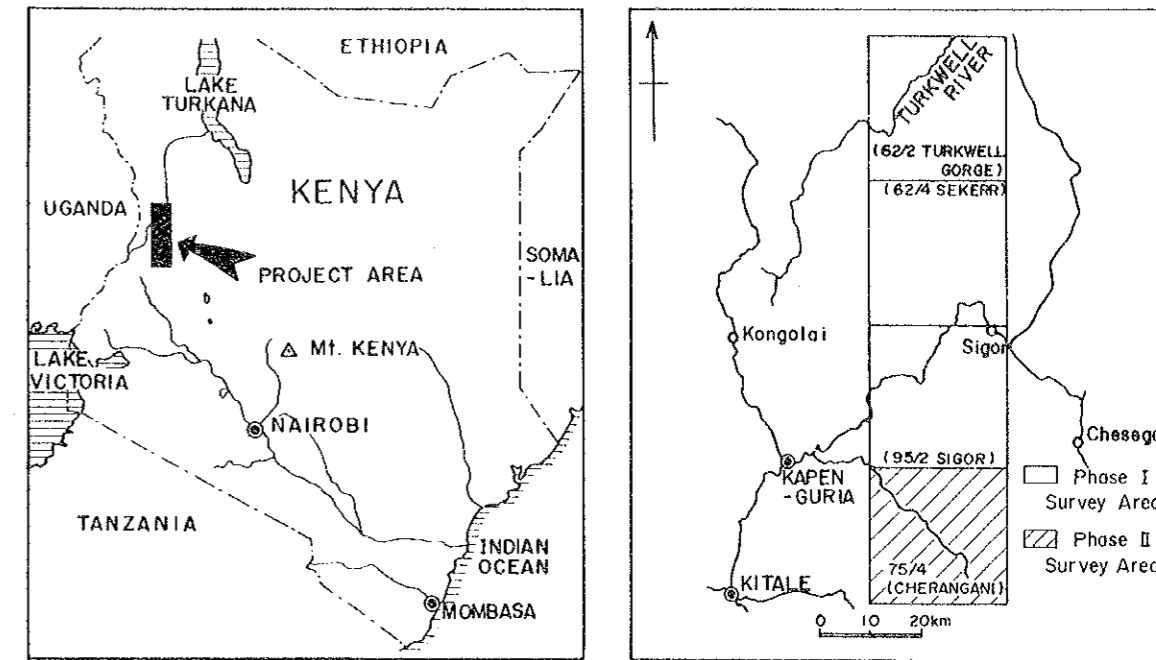 ETHIOPIA
LAKE
TURKANA
KENYA
UGANDA
SOMA
-LIA
PROJECT AREA
Mt. KENYA
LAKE
VICTORIA
NAIROBI
TANZANIA
INDIAN
OCEAN
MOMBASA
TURKWELL
RIVER
(62/2 TURKWELL
GORGE)
(62/4 SEKERR)
Kongolai
Sigor
Chesego
(95/2 SIGOR)
KAPEN
-GURIA
Phase I
Survey Area
Phase II
Survey Area
75/4
(CHERANGANI)
KITALE
0 10 20km